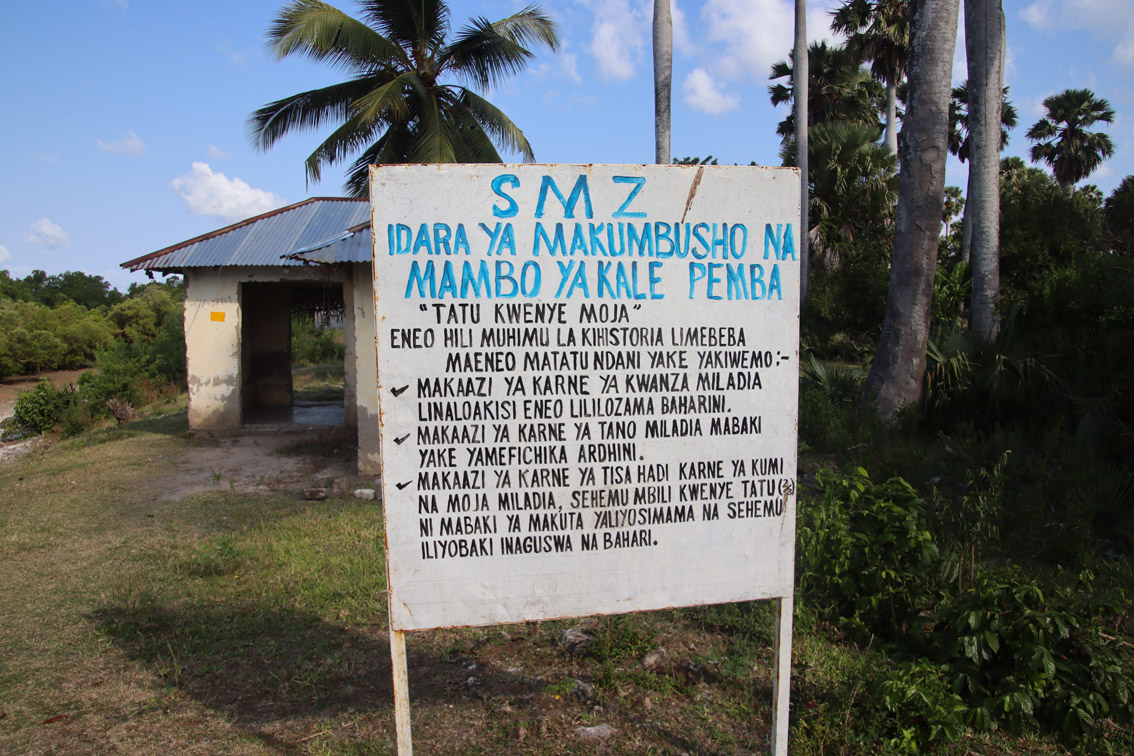 SMZ
IDARA YA MAKUMBUSHO NA
MAMBO YA KALE PEMBA
"TATU KWENYE MOJA"
ENEO HILI MUHIMU LA KIHISTORIA LIMEBEBA
MAENEO MATATU NDANI YAKE YAKIWEMO:-
✓ MAKAAZI YA KARNE YA KWANZA MILADIA
LINALOAKISI ENEO LILILOZAMA BAHARINI.
✓ MAKAAZI YA KARNE YA TANO MILADIA MABAKI
YAKE YAMEFICHIKA ARDHINI.
✓ MAKAAZI YA KARNE YA TISA HADI KARNE YA KUMI
NA MOJA MILADIA, SEHEMU MBILI KWENYE TATU (⅔)
NI MABAKI YA MAKUTA YALIYOSIMAMA NA SEHEMU
ILIYOBAKI INAGUSWA NA BAHARI.